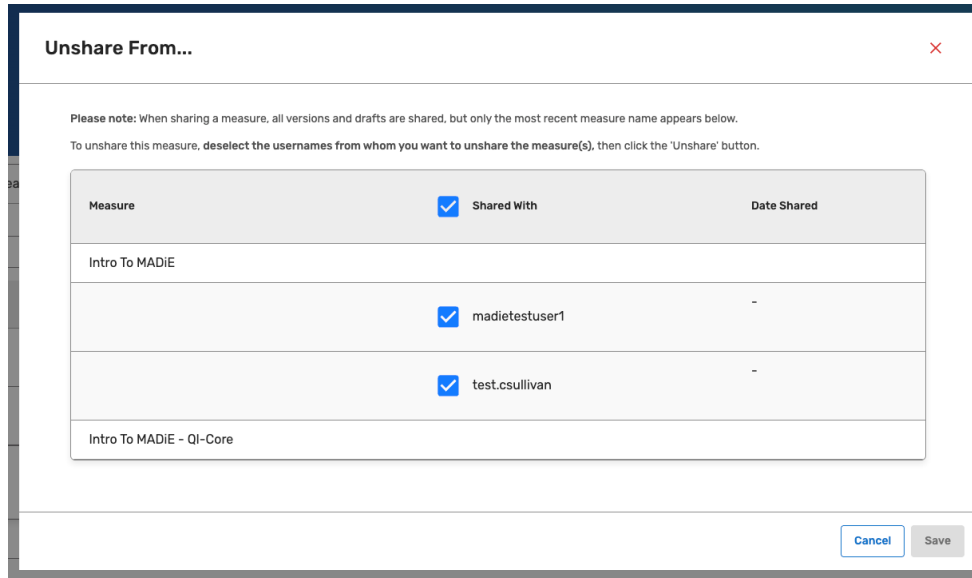 Unshare From...
Please note: When sharing a measure, all versions and drafts are shared, but only the most recent measure name appears below.
To unshare this measure, deselect the usernames from whom you want to unshare the measure(s), then click the 'Unshare' button.
Measure Shared With Date Shared
Intro To MADiE
madietestuser1 -
test.csullivan -
Intro To MADiE - QI-Core
Cancel Save